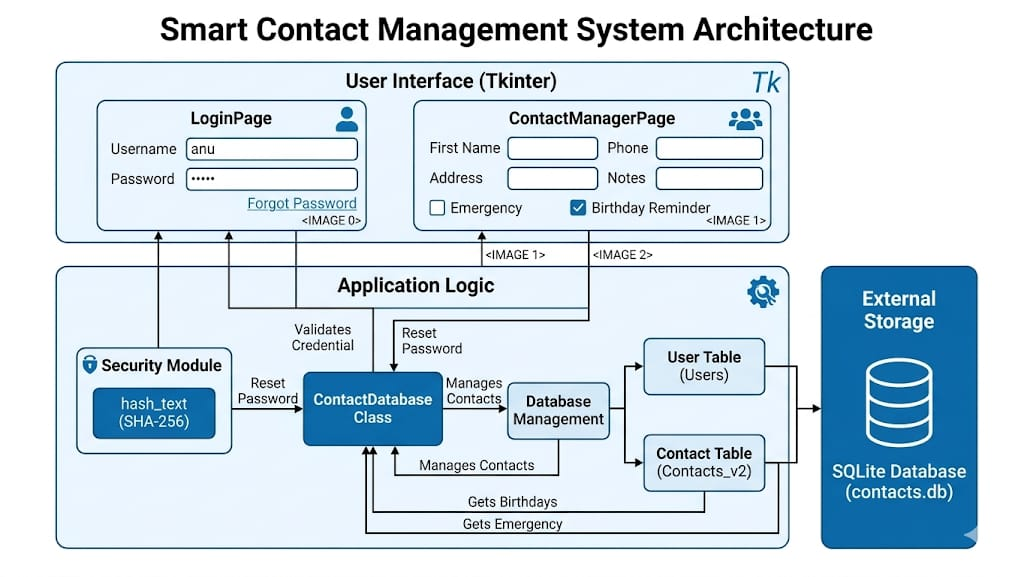 Smart Contact Management System Architecture
User Interface (Tkinter)
Tk
LoginPage
Username
anu
Password
•••••
Forgot Password
<IMAGE 0>
ContactManagerPage
First Name
Phone
Address
Notes
Emergency
Birthday Reminder
<IMAGE 1>
<IMAGE 1>
<IMAGE 2>
Application Logic
Validates
Credential
Reset
Password
Security Module
hash_text
(SHA-256)
Reset
Password
ContactDatabase
Class
Manages
Contacts
Database
Management
User Table
(Users)
Contact Table
(Contacts_v2)
Manages Contacts
Gets Birthdays
Gets Emergency
External
Storage
SQLite Database
(contacts.db)